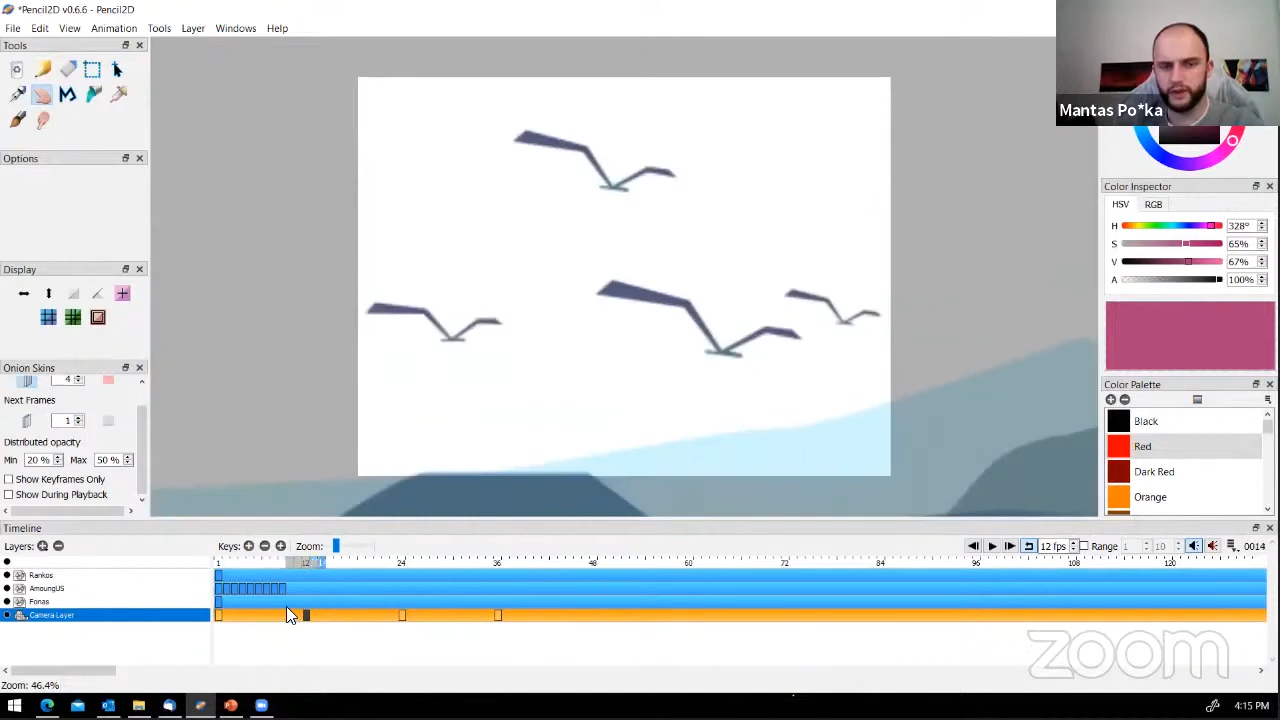 *Pencil2D v0.6.6 - Pencil2D
File Edit View Animation Tools Layer Windows Help
Mantas Po*ka
Tools
Options
Display
Onion Skins
4
Next Frames
1
Distributed opacity
Min 20 % Max 50 %
Show Keyframes Only
Show During Playback
Color Inspector
HSV RGB
H 328°
S 65%
V 67%
A 100%
Color Palette
Black
Red
Dark Red
Orange
Timeline
Layers: Keys: Zoom: 12 fps Range 1 10 0014
1 12 24 36 48 60 72 84 96 108 120
Rankos
AmoungUS
Fonas
Camera Layer
zoom
Zoom: 46.4%
4:15 PM